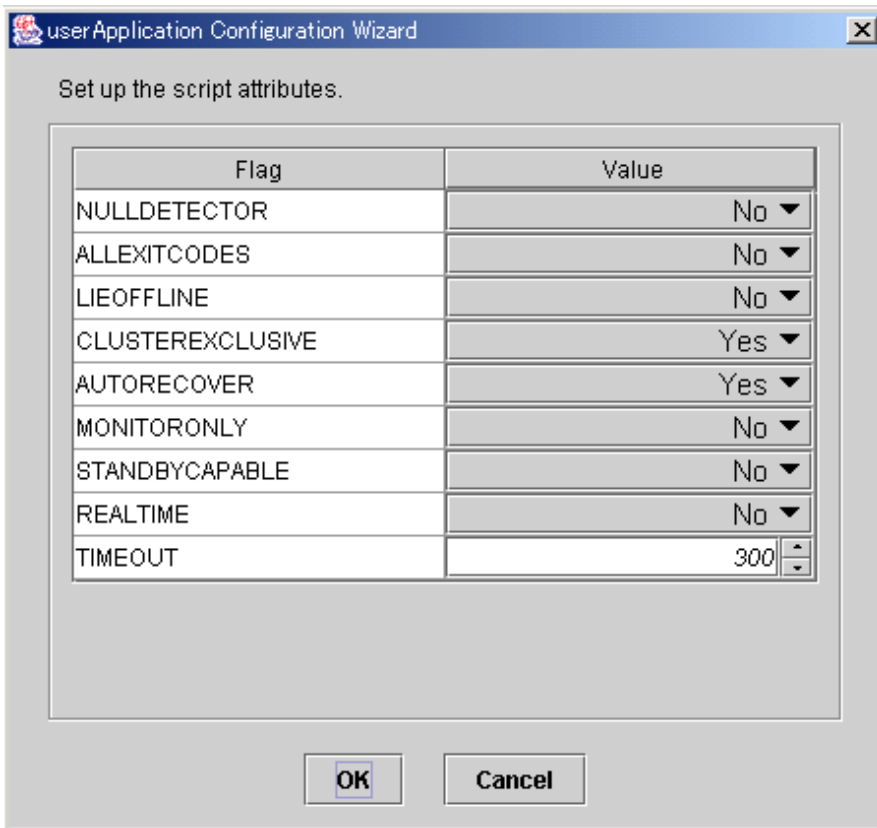 userApplication Configuration Wizard
Set up the script attributes.
Flag Value
NULLDETECTOR No
ALLEXITCODES No
LIEOFFLINE No
CLUSTEREXCLUSIVE Yes
AUTORECOVER Yes
MONITORONLY No
STANDBYCAPABLE No
REALTIME No
TIMEOUT 300
OK Cancel